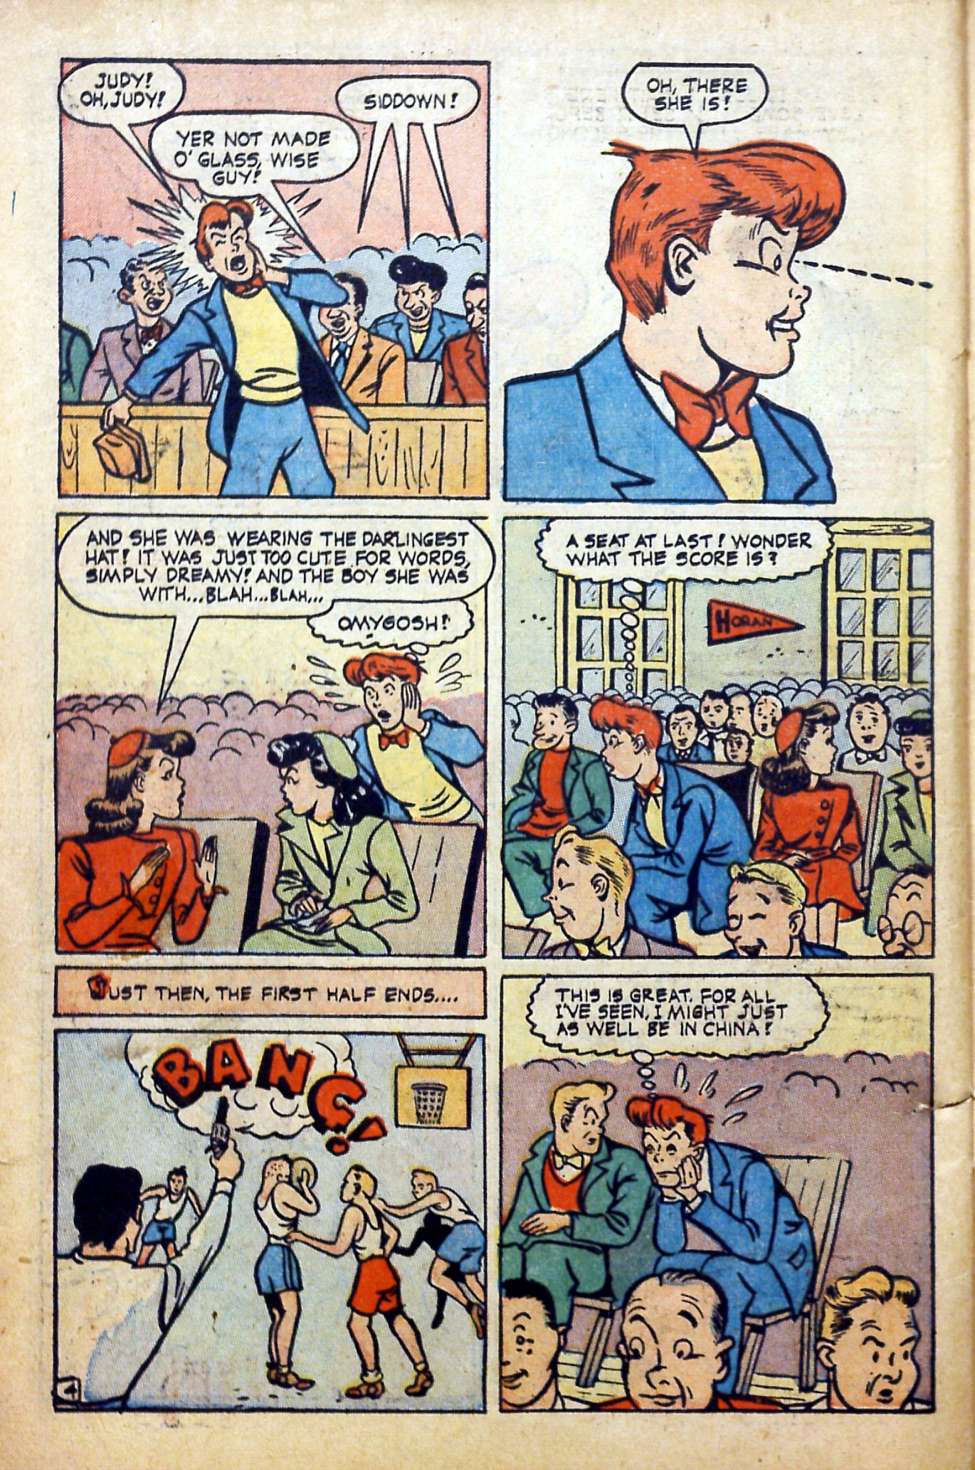 JUDY!
OH, JUDY!
YER NOT MADE
O' GLASS, WISE
GUY!
SIDDOWN!
OH, THERE
SHE IS!
AND SHE WAS WEARING THE DARLINGEST
HAT! IT WAS JUST TOO CUTE FOR WORDS,
SIMPLY DREAMY! AND THE BOY SHE WAS
WITH...BLAH...BLAH...
OMYGOSH!
A SEAT AT LAST! WONDER
WHAT THE SCORE IS?
HORAN
JUST THEN, THE FIRST HALF ENDS....
BANG!
4
THIS IS GREAT. FOR ALL
I'VE SEEN, I MIGHT JUST
AS WELL BE IN CHINA!